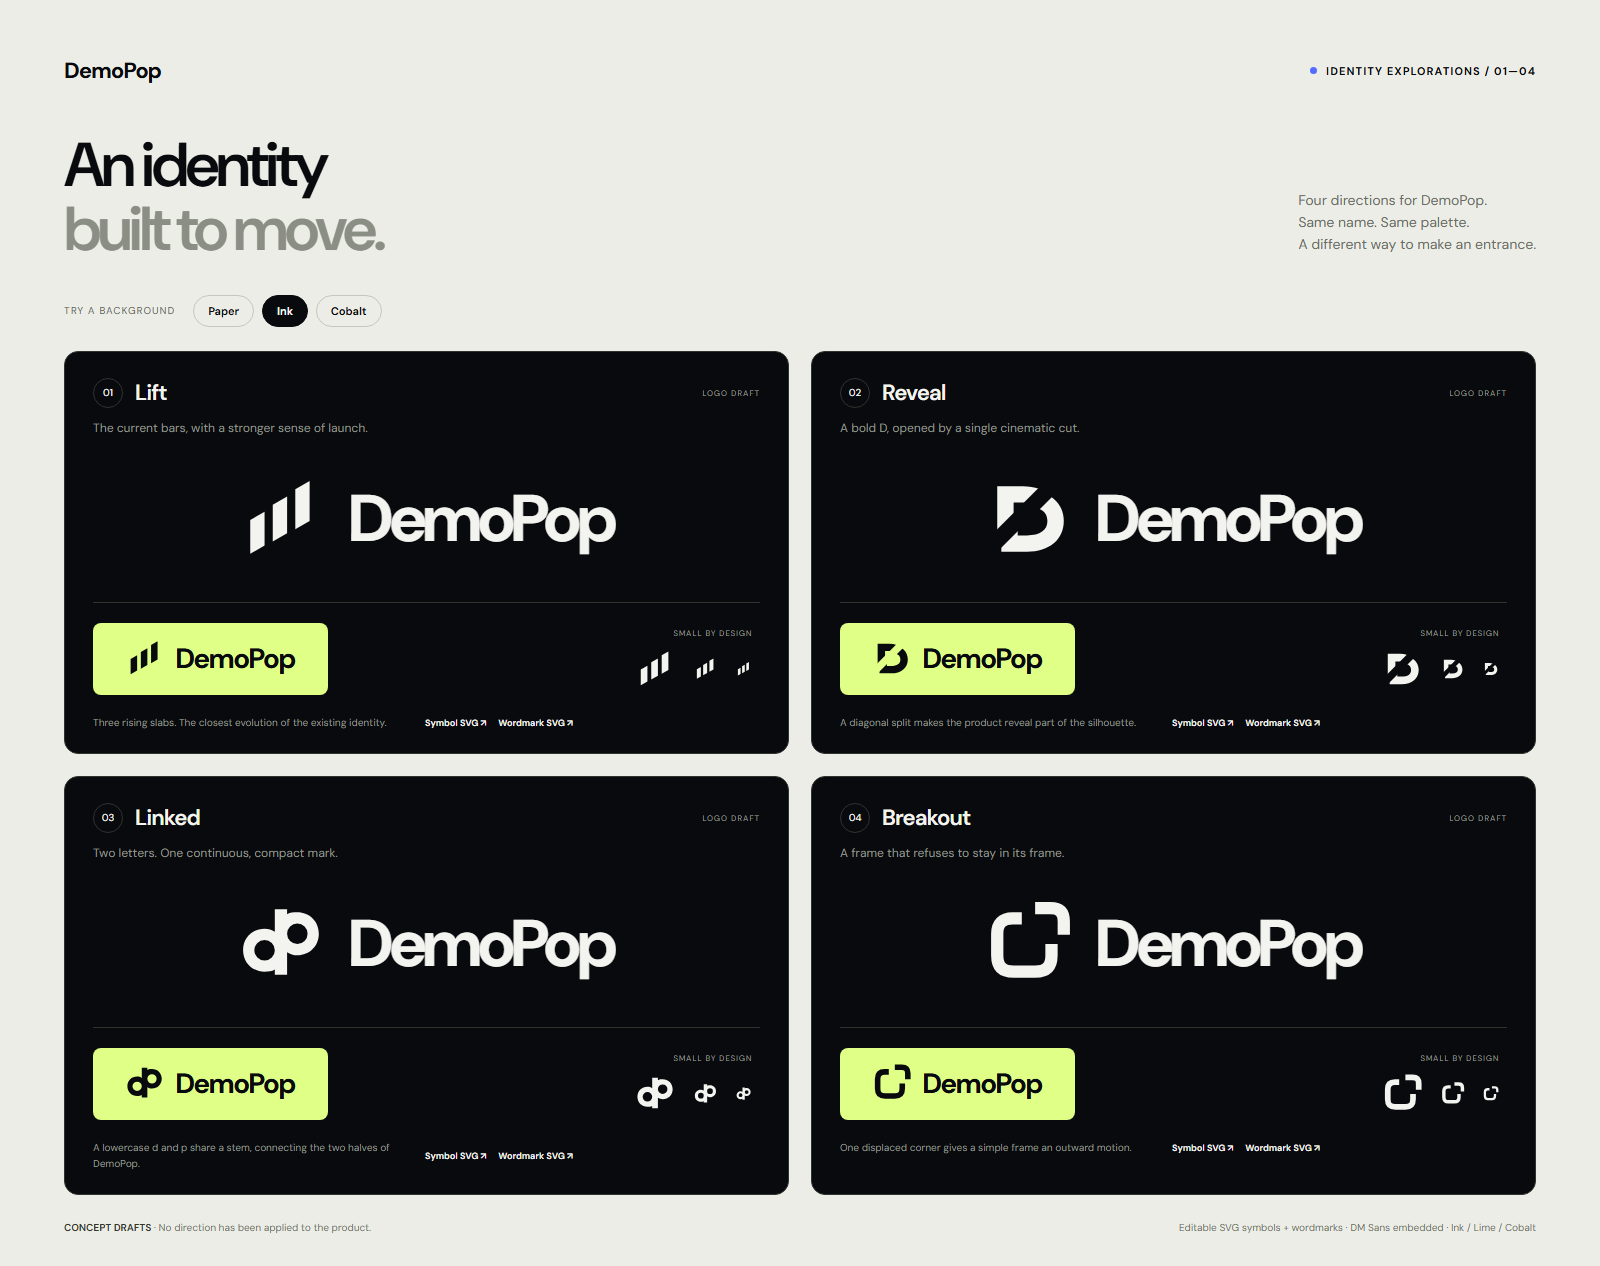 DemoPop
IDENTITY EXPLORATIONS / 01—04
An identity
built to move.
Four directions for DemoPop.
Same name. Same palette.
A different way to make an entrance.
TRY A BACKGROUND
Paper
Ink
Cobalt
01
Lift
LOGO DRAFT
The current bars, with a stronger sense of launch.
DemoPop
DemoPop
SMALL BY DESIGN
Three rising slabs. The closest evolution of the existing identity.
Symbol SVG↗ Wordmark SVG↗
02
Reveal
LOGO DRAFT
A bold D, opened by a single cinematic cut.
DemoPop
DemoPop
SMALL BY DESIGN
A diagonal split makes the product reveal part of the silhouette.
Symbol SVG↗ Wordmark SVG↗
03
Linked
LOGO DRAFT
Two letters. One continuous, compact mark.
dp DemoPop
dp DemoPop
SMALL BY DESIGN
dp dp dp
A lowercase d and p share a stem, connecting the two halves of
DemoPop.
Symbol SVG↗ Wordmark SVG↗
04
Breakout
LOGO DRAFT
A frame that refuses to stay in its frame.
DemoPop
DemoPop
SMALL BY DESIGN
One displaced corner gives a simple frame an outward motion.
Symbol SVG↗ Wordmark SVG↗
CONCEPT DRAFTS · No direction has been applied to the product.
Editable SVG symbols + wordmarks · DM Sans embedded · Ink / Lime / Cobalt